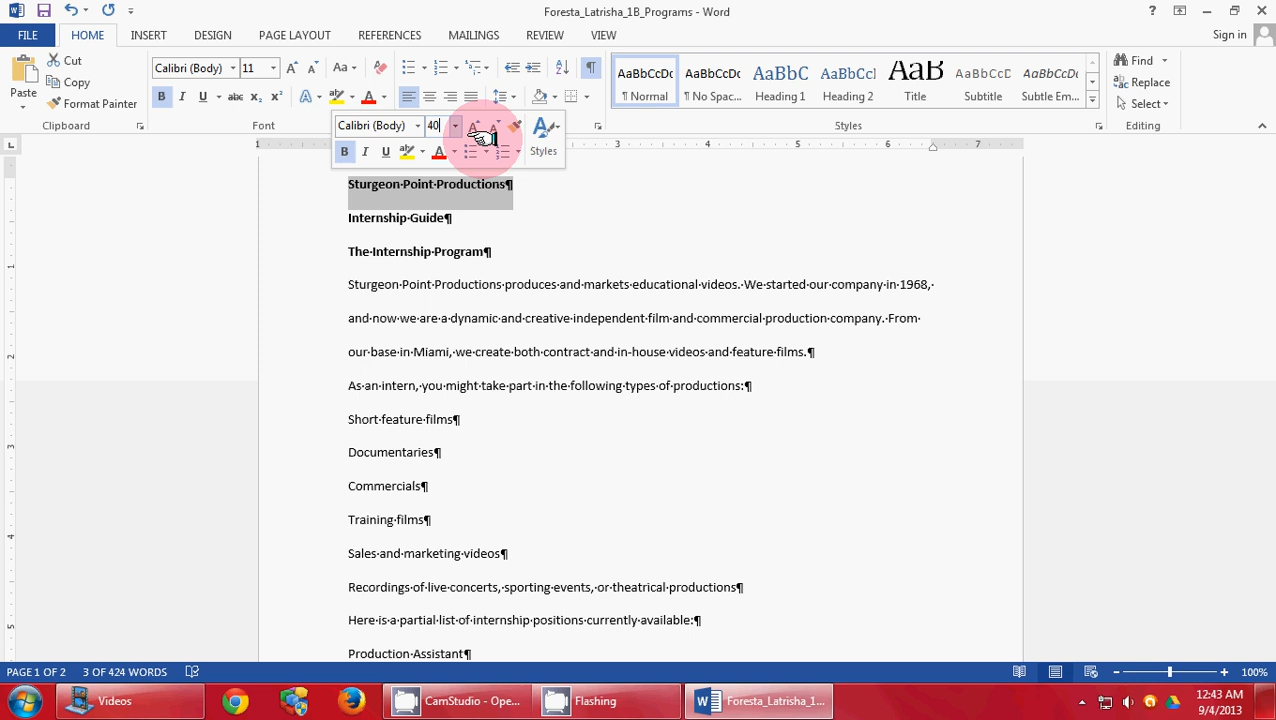 Foresta_Latrisha_1B_Programs - Word
FILE HOME INSERT DESIGN PAGE LAYOUT REFERENCES MAILINGS REVIEW VIEW Sign in
Paste
Cut
Copy
Format Painter
Clipboard
Calibri (Body) 11
Font
AaBbCcDc AaBbCcDc AaBbC AaBbCc AaB AaBbCcD AaBbCcDc
¶ Normal ¶ No Spac... Heading 1 Heading 2 Title Subtitle Subtle Em...
Styles
Find
Replace
Select
Editing
Calibri (Body) 40
Styles
Sturgeon·Point·Productions¶
Internship·Guide¶
The·Internship·Program¶
Sturgeon·Point·Productions·produces·and·markets·educational·videos.·We·started·our·company·in·1968,·
and·now·we·are·a·dynamic·and·creative·independent·film·and·commercial·production·company.·From·
our·base·in·Miami,·we·create·both·contract·and·in-house·videos·and·feature·films.¶
As·an·intern,·you·might·take·part·in·the·following·types·of·productions:¶
Short·feature·films¶
Documentaries¶
Commercials¶
Training·films¶
Sales·and·marketing·videos¶
Recordings·of·live·concerts,·sporting·events,·or·theatrical·productions¶
Here·is·a·partial·list·of·internship·positions·currently·available:¶
Production·Assistant¶
PAGE 1 OF 2 3 OF 424 WORDS 100%
Videos
CamStudio - Ope...
Flashing
Foresta_Latrisha_1...
12:43 AM
9/4/2013